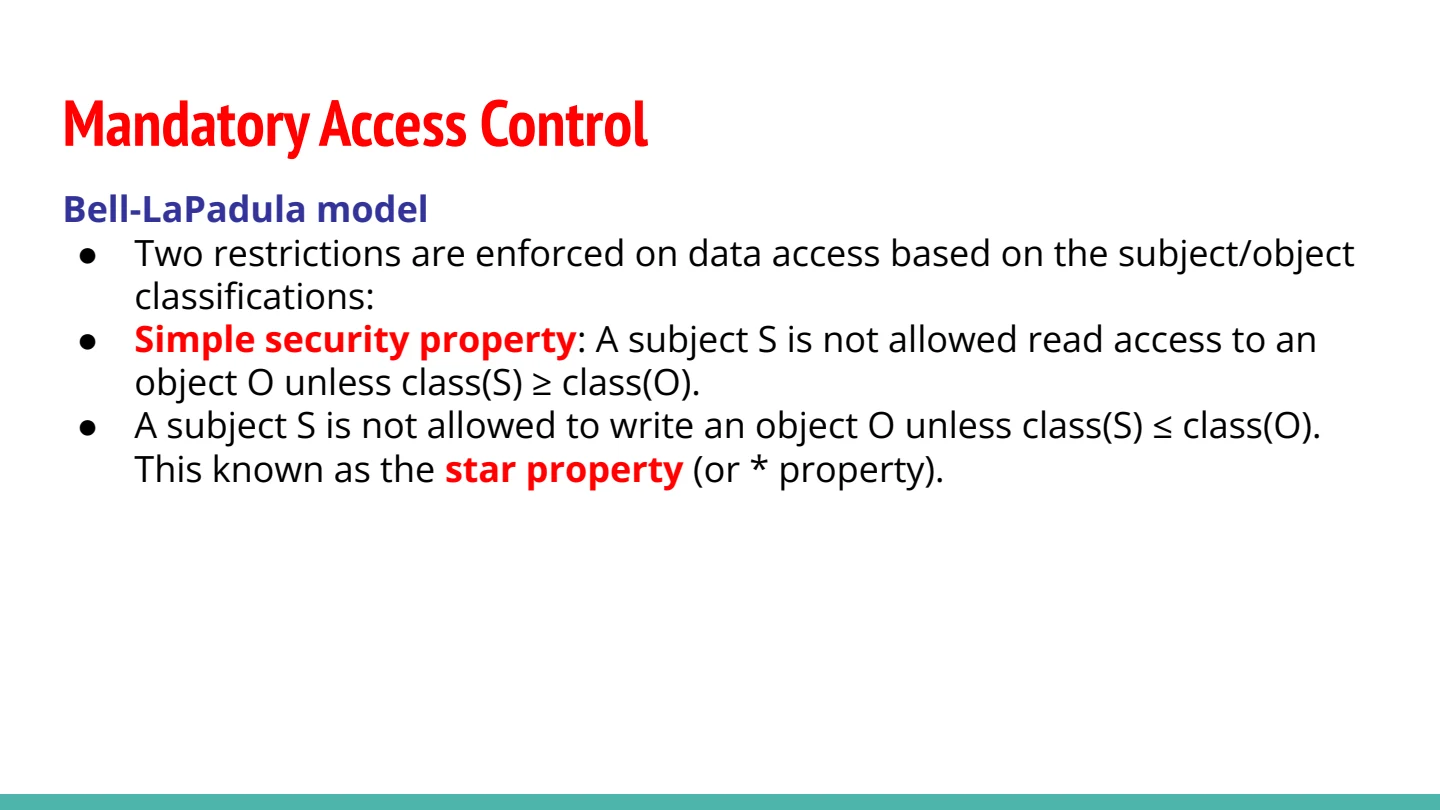 Mandatory Access Control
Bell-LaPadula model
● Two restrictions are enforced on data access based on the subject/object
classifications:
● Simple security property: A subject S is not allowed read access to an
object O unless class(S) ≥ class(O).
● A subject S is not allowed to write an object O unless class(S) ≤ class(O).
This known as the star property (or * property).